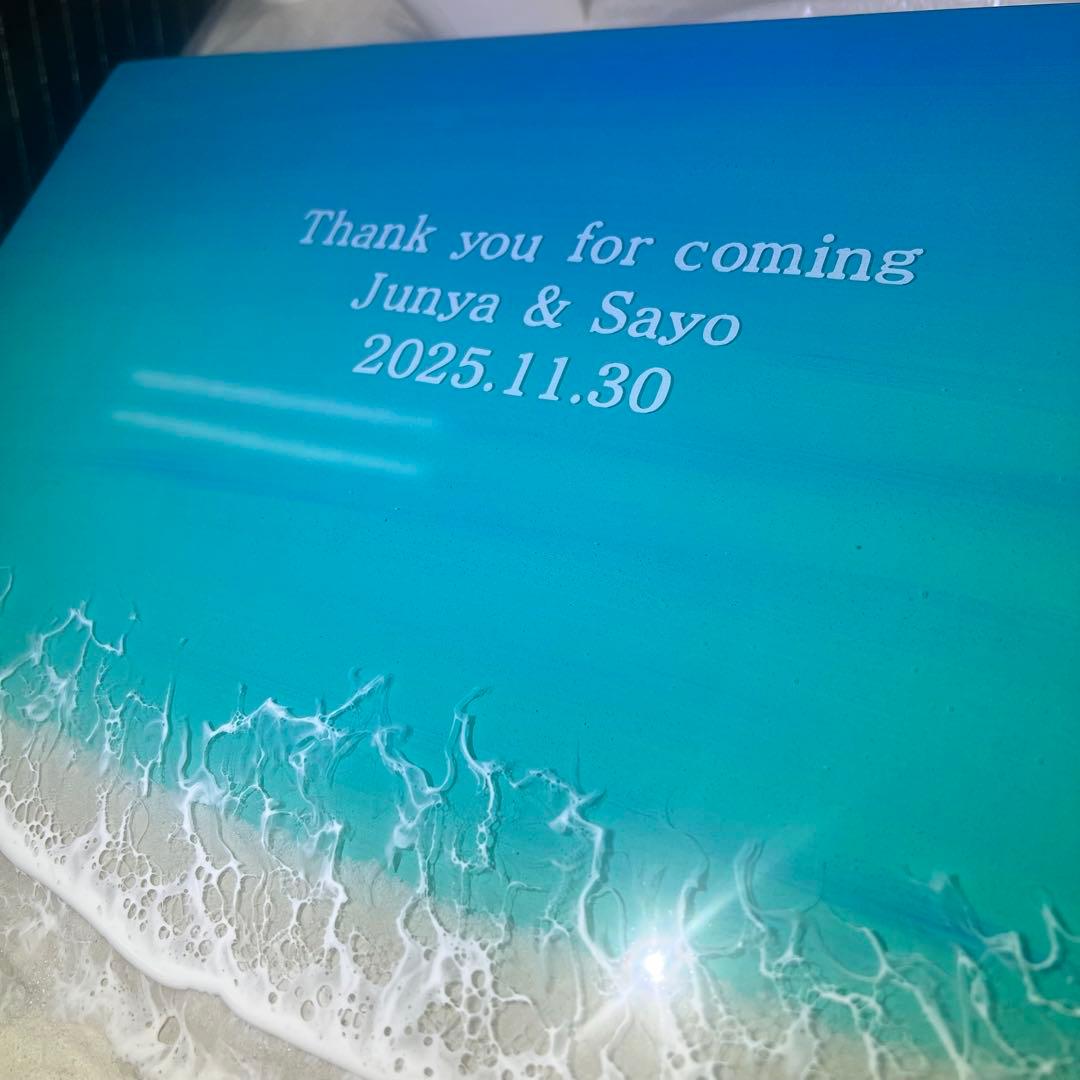 Thank you for coming
Junya & Sayo
2025.11.30